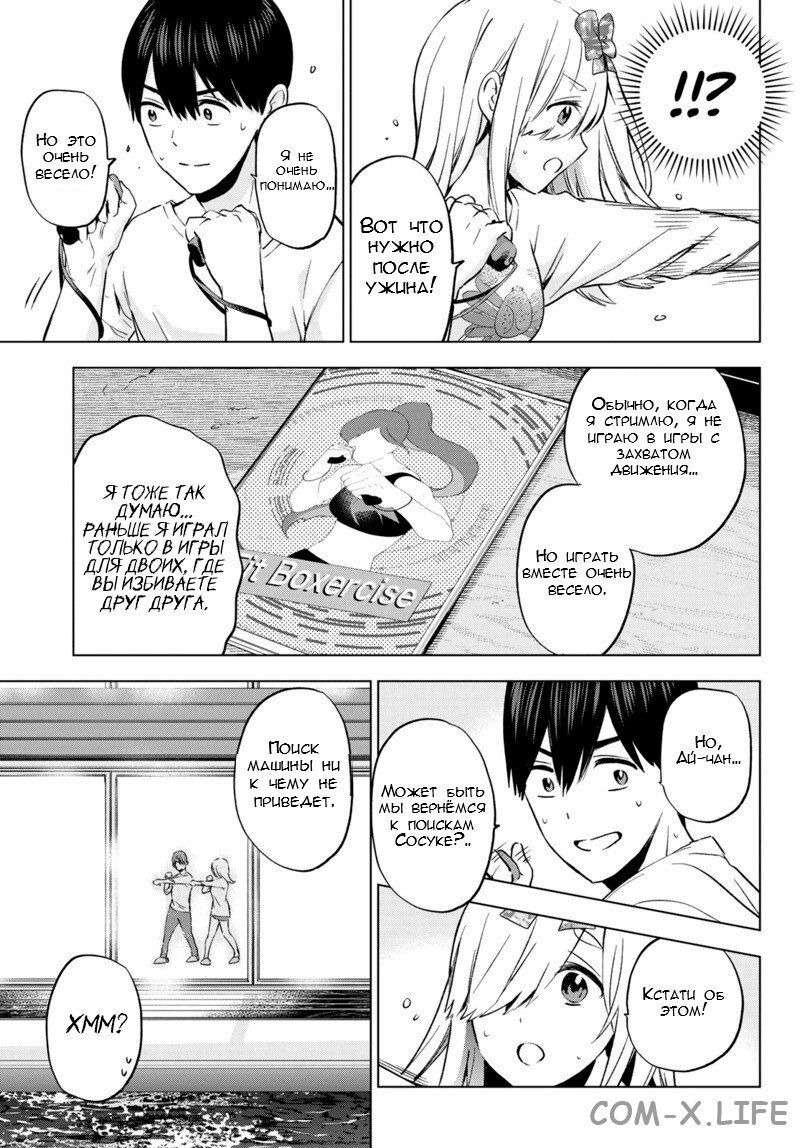 !!?
Вот что
нужно
после
ужина!
Я не
очень
понимаю...
Но это
очень
весело!
Обычно, когда
я стримлю, я не
играю в игры с
захватом
движения...
Но играть
вместе очень
весело.
it Boxercise
Я тоже так
думаю...
Раньше я играл
только в игры
для двоих, где
вы избиваете
друг друга.
Но,
Ай-чан...
Может быть
мы вернёмся
к поискам
Сосуке?..
Кстати об
этом!
Поиск
машины ни
к чему не
приведет.
Хмм?
COM-X.LIFE